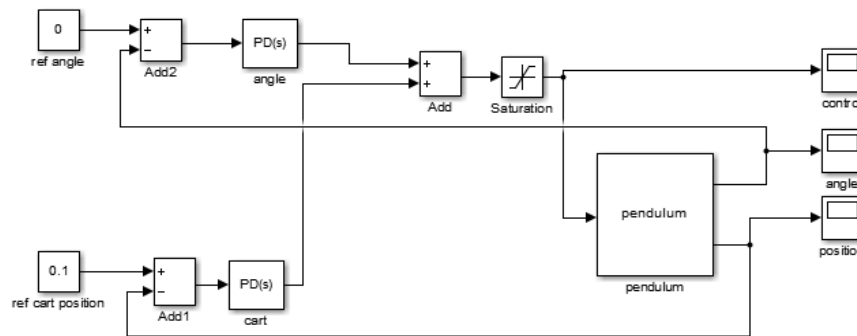 0
ref angle
+
−
Add2
PD(s)
angle
+
+
Add
Saturation
contro
angle
positio
pendulum
pendulum
0.1
ref cart position
+
−
Add1
PD(s)
cart